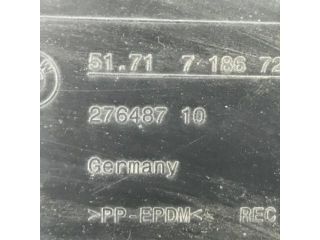 51.71 7 186 72
276487 10
Germany
>PP-EPDM< REC